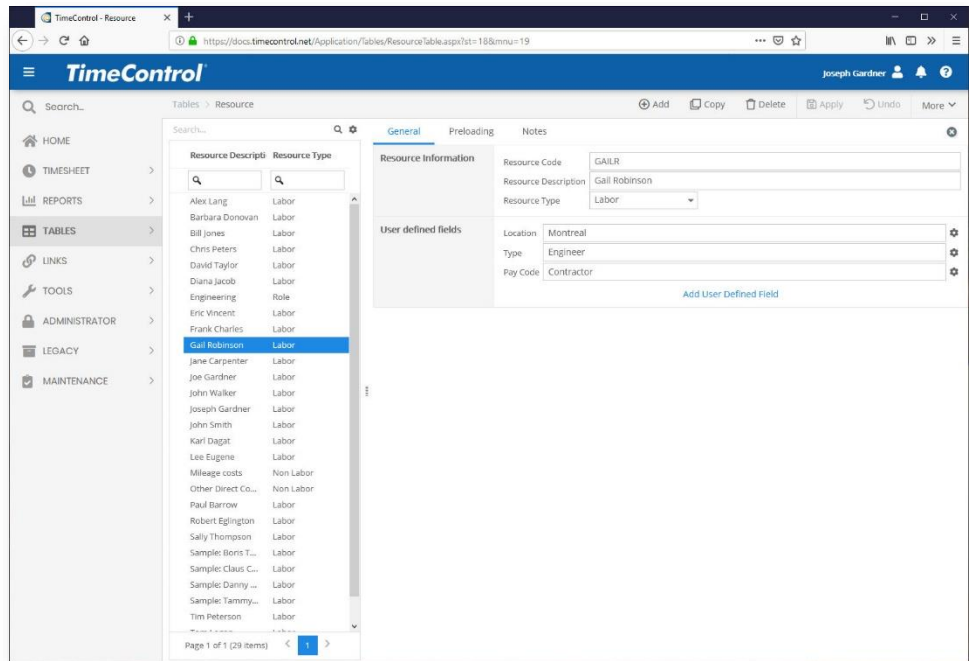 TimeControl - Resource
https://docs.timecontrol.net/Application/Tables/ResourceTable.aspx?st=18&mnu=19
TimeControl
Joseph Gardner
Search...
Tables > Resource
Add
Copy
Delete
Apply
Undo
More
HOME
TIMESHEET
REPORTS
TABLES
LINKS
TOOLS
ADMINISTRATOR
LEGACY
MAINTENANCE
Search...
Resource Descripti Resource Type
Alex Lang Labor
Barbara Donovan Labor
Bill Jones Labor
Chris Peters Labor
David Taylor Labor
Diana Jacob Labor
Engineering Role
Eric Vincent Labor
Frank Charles Labor
Gail Robinson Labor
Jane Carpenter Labor
Joe Gardner Labor
John Walker Labor
Joseph Gardner Labor
John Smith Labor
Karl Dagat Labor
Lee Eugene Labor
Mileage costs Non Labor
Other Direct Co... Non Labor
Paul Barrow Labor
Robert Eglington Labor
Sally Thompson Labor
Sample: Boris T... Labor
Sample: Claus C... Labor
Sample: Danny ... Labor
Sample: Tammy... Labor
Tim Peterson Labor
Page 1 of 1 (29 items) < 1 >
General Preloading Notes
Resource Information
Resource Code GAILR
Resource Description Gail Robinson
Resource Type Labor
User defined fields
Location Montreal
Type Engineer
Pay Code Contractor
Add User Defined Field